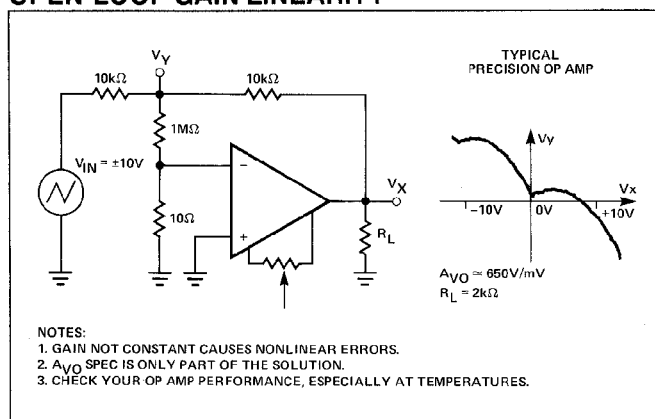 OPEN-LOOP GAIN LINEARITY
VY
10kΩ
10kΩ
1MΩ
VIN = ±10V
10Ω
−
+
VX
RL
TYPICAL
PRECISION OP AMP
Vy
Vx
−10V
0V
+10V
AVO ≃ 650V/mV
RL = 2kΩ
NOTES:
1. GAIN NOT CONSTANT CAUSES NONLINEAR ERRORS.
2. AVO SPEC IS ONLY PART OF THE SOLUTION.
3. CHECK YOUR OP AMP PERFORMANCE, ESPECIALLY AT TEMPERATURES.